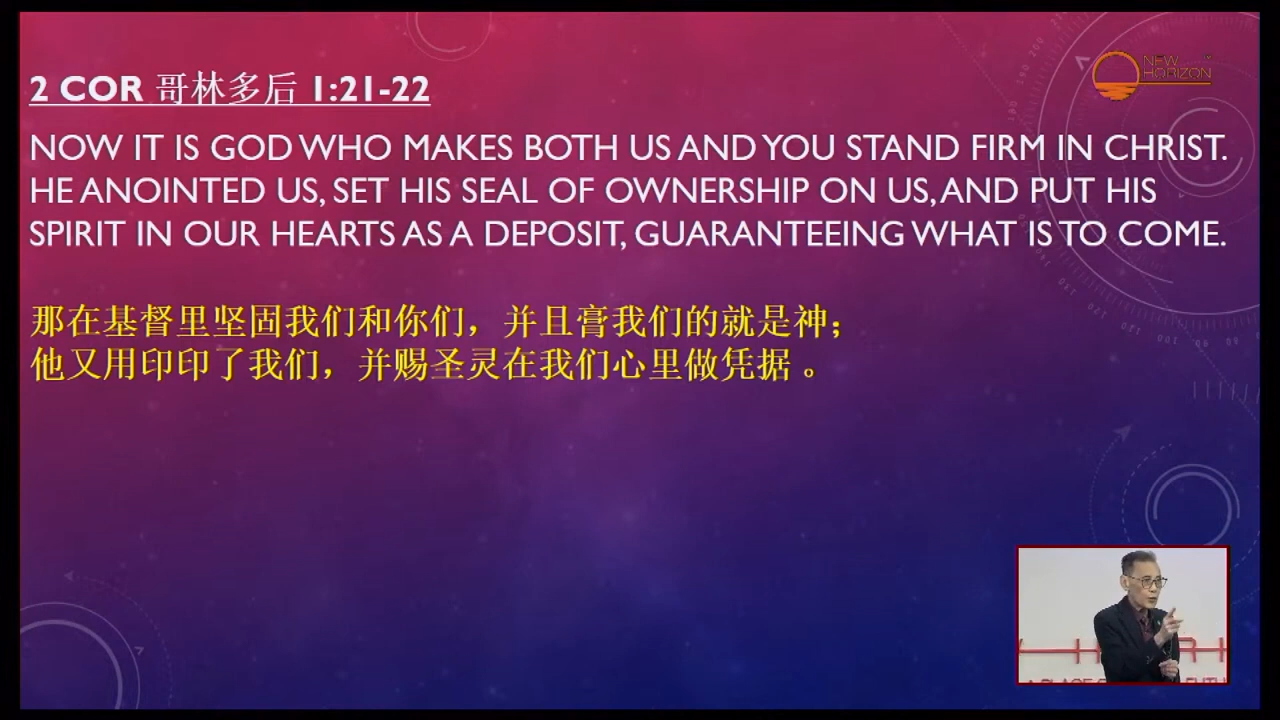 2 COR 哥林多后 1:21-22
NEW
HORIZON
NOW IT IS GOD WHO MAKES BOTH US AND YOU STAND FIRM IN CHRIST.
HE ANOINTED US, SET HIS SEAL OF OWNERSHIP ON US, AND PUT HIS
SPIRIT IN OUR HEARTS AS A DEPOSIT, GUARANTEEING WHAT IS TO COME.
那在基督里坚固我们和你们，并且膏我们的就是神；
他又用印印了我们，并赐圣灵在我们心里做凭据 。